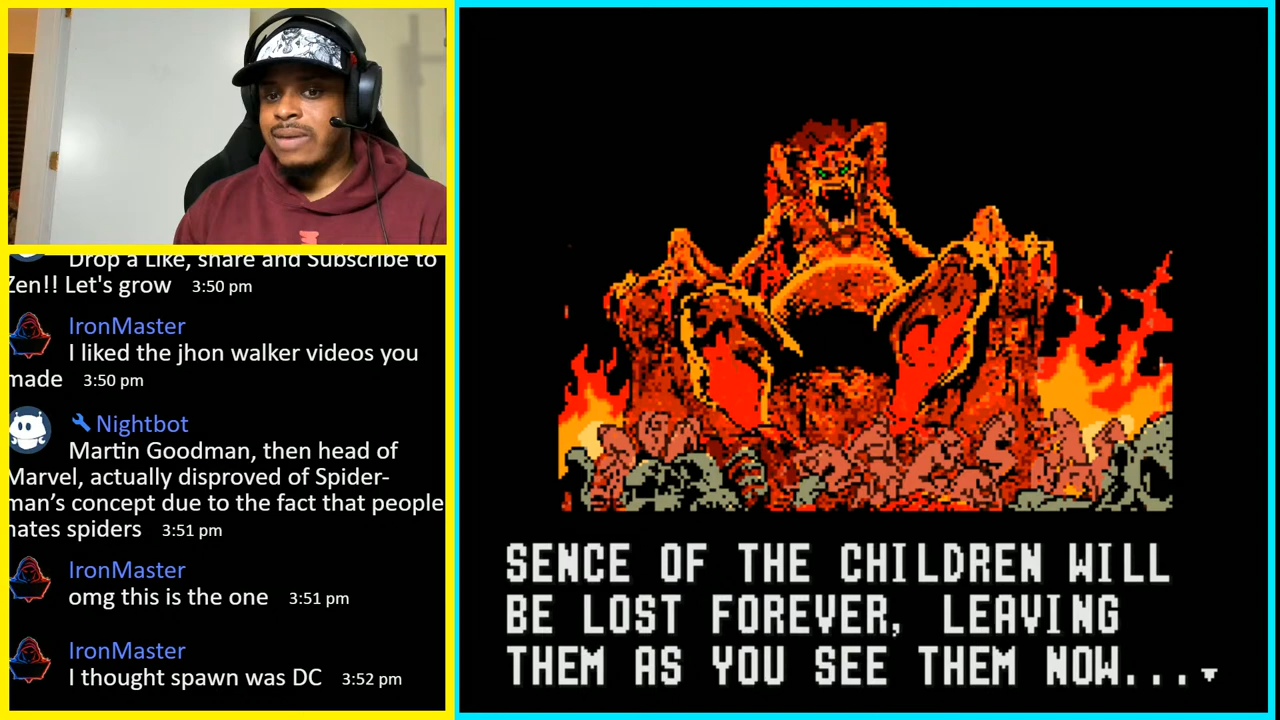 Drop a Like, share and Subscribe to
Zen!! Let's grow 3:50 pm
IronMaster
I liked the jhon walker videos you
made 3:50 pm
Nightbot
Martin Goodman, then head of
Marvel, actually disproved of Spider-
man’s concept due to the fact that people
hates spiders 3:51 pm
IronMaster
omg this is the one 3:51 pm
IronMaster
I thought spawn was DC 3:52 pm
SENCE OF THE CHILDREN WILL
BE LOST FOREVER, LEAVING
THEM AS YOU SEE THEM NOW...